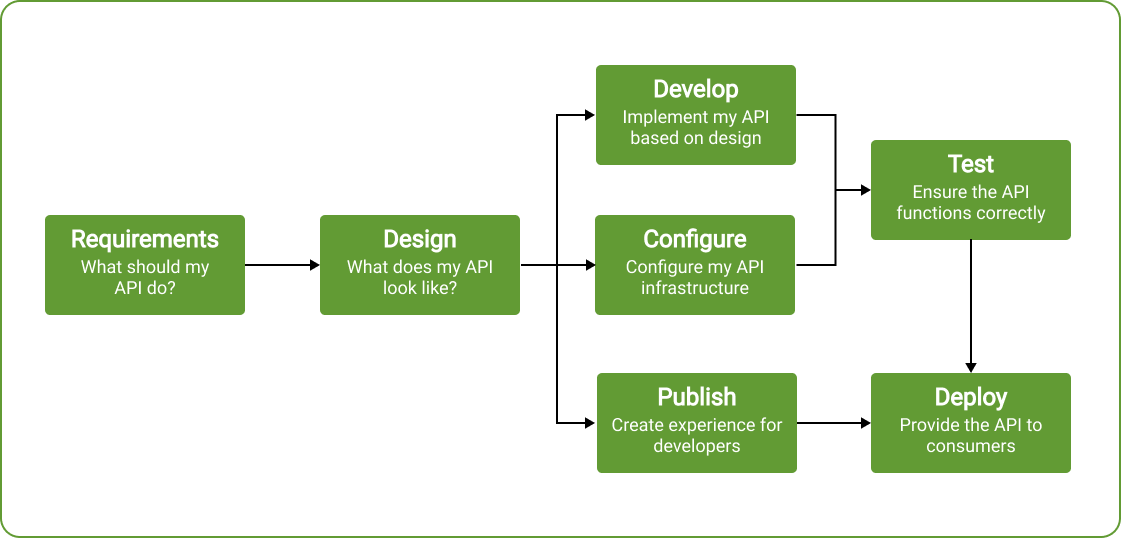 Requirements
What should my
API do?
Design
What does my API
look like?
Develop
Implement my API
based on design
Configure
Configure my API
infrastructure
Publish
Create experience for
developers
Test
Ensure the API
functions correctly
Deploy
Provide the API to
consumers